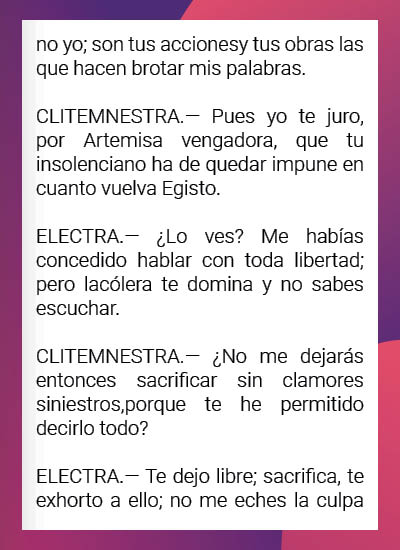 no yo; son tus accionesy tus obras las
que hacen brotar mis palabras.
CLITEMNESTRA.— Pues yo te juro,
por Artemisa vengadora, que tu
insolenciano ha de quedar impune en
cuanto vuelva Egisto.
ELECTRA.— ¿Lo ves? Me habías
concedido hablar con toda libertad;
pero lacólera te domina y no sabes
escuchar.
CLITEMNESTRA.— ¿No me dejarás
entonces sacrificar sin clamores
siniestros,porque te he permitido
decirlo todo?
ELECTRA.— Te dejo libre; sacrifica, te
exhorto a ello; no me eches la culpa